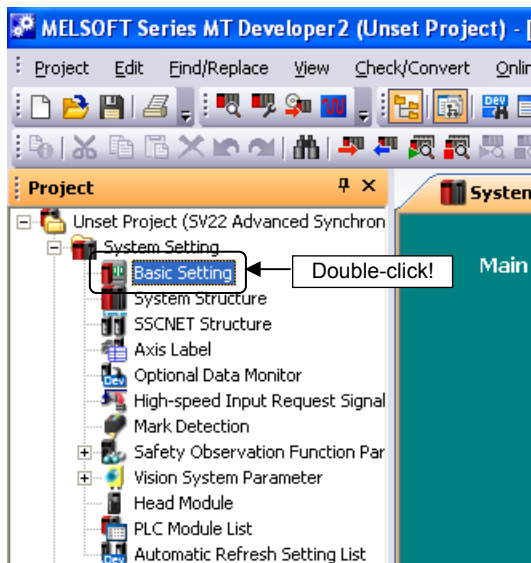 MELSOFT Series MT Developer2 (Unset Project) - [
Project Edit Find/Replace View Check/Convert Onlin
Project
System
Unset Project (SV22 Advanced Synchron
System Setting
Main
Basic Setting
Double-click!
System Structure
SSCNET Structure
Axis Label
Dev
Optional Data Monitor
High-speed Input Request Signal
Mark Detection
Safety Observation Function Par
Vision System Parameter
Head Module
PLC Module List
Automatic Refresh Setting List